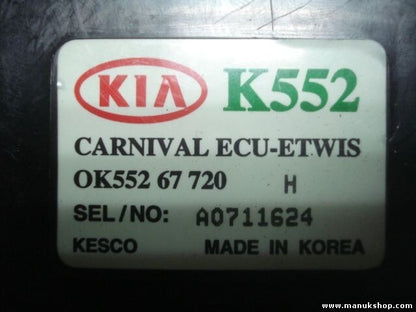 KIA K552
CARNIVAL ECU-ETWIS
OK552 67 720 H
SEL/NO: A0711624
KESCO MADE IN KOREA
www.manukshop.com